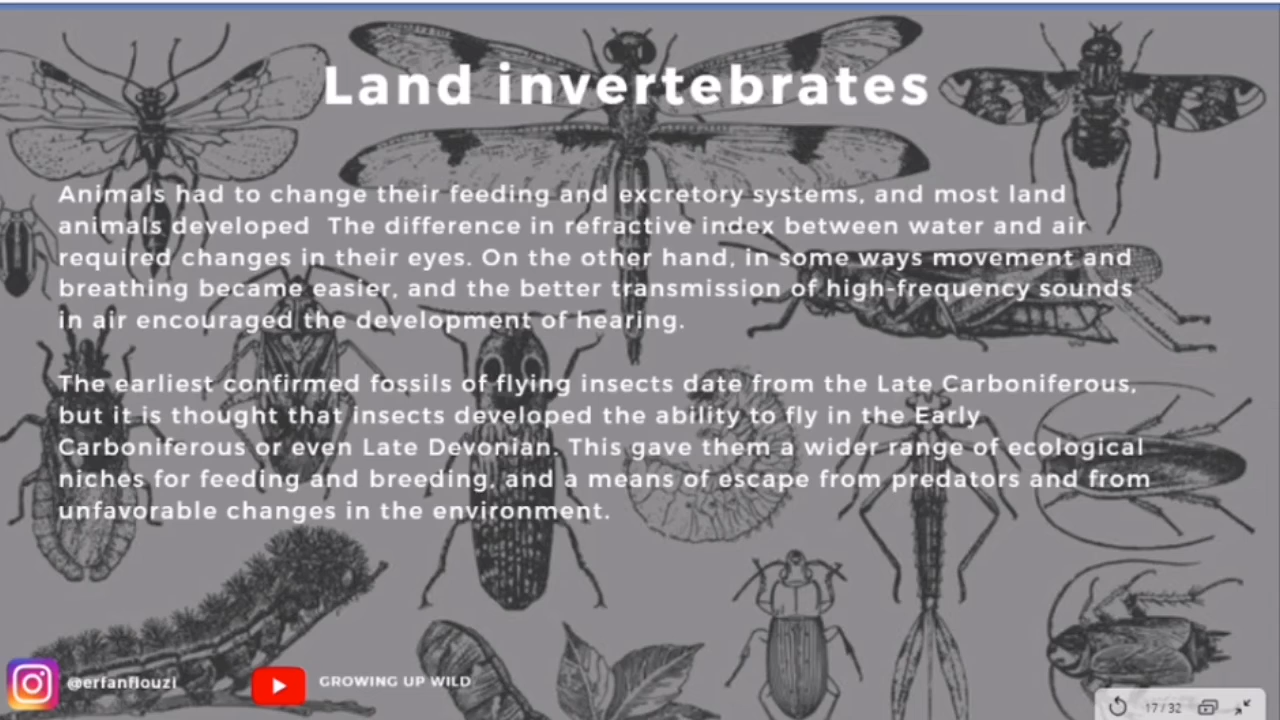 Land invertebrates
Animals had to change their feeding and excretory systems, and most land
animals developed The difference in refractive index between water and air
required changes in their eyes. On the other hand, in some ways movement and
breathing became easier, and the better transmission of high-frequency sounds
in air encouraged the development of hearing.
The earliest confirmed fossils of flying insects date from the Late Carboniferous,
but it is thought that insects developed the ability to fly in the Early
Carboniferous or even Late Devonian. This gave them a wider range of ecological
niches for feeding and breeding, and a means of escape from predators and from
unfavorable changes in the environment.
@erfanflouzi
GROWING UP WILD
17 / 32